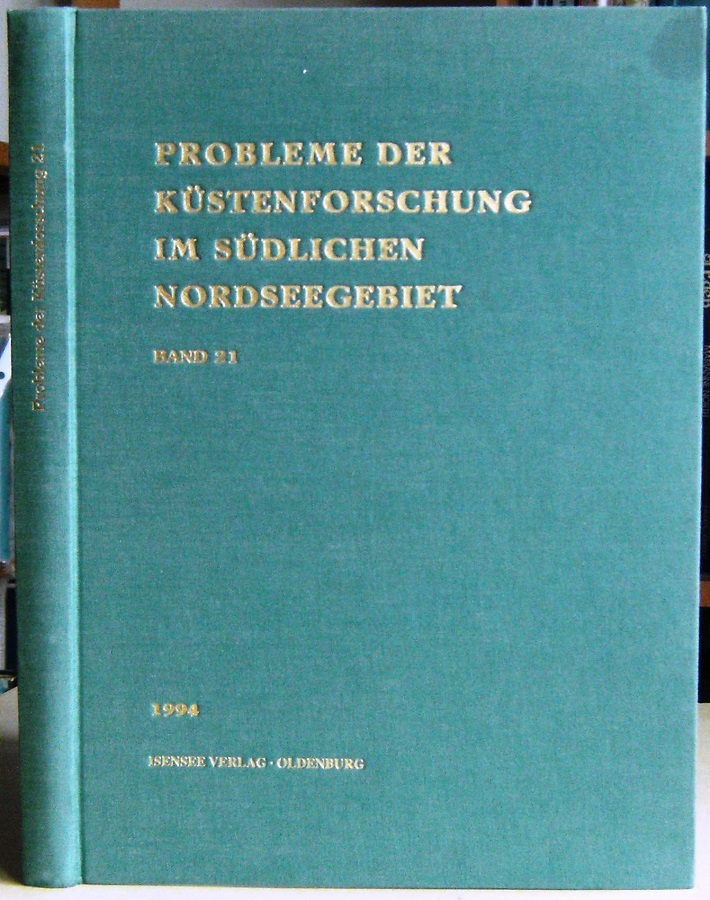 PROBLEME DER
KÜSTENFORSCHUNG
IM SÜDLICHEN
NORDSEEGEBIET
BAND 21
1994
ISENSEE VERLAG · OLDENBURG
Probleme der Küstenforschung 21